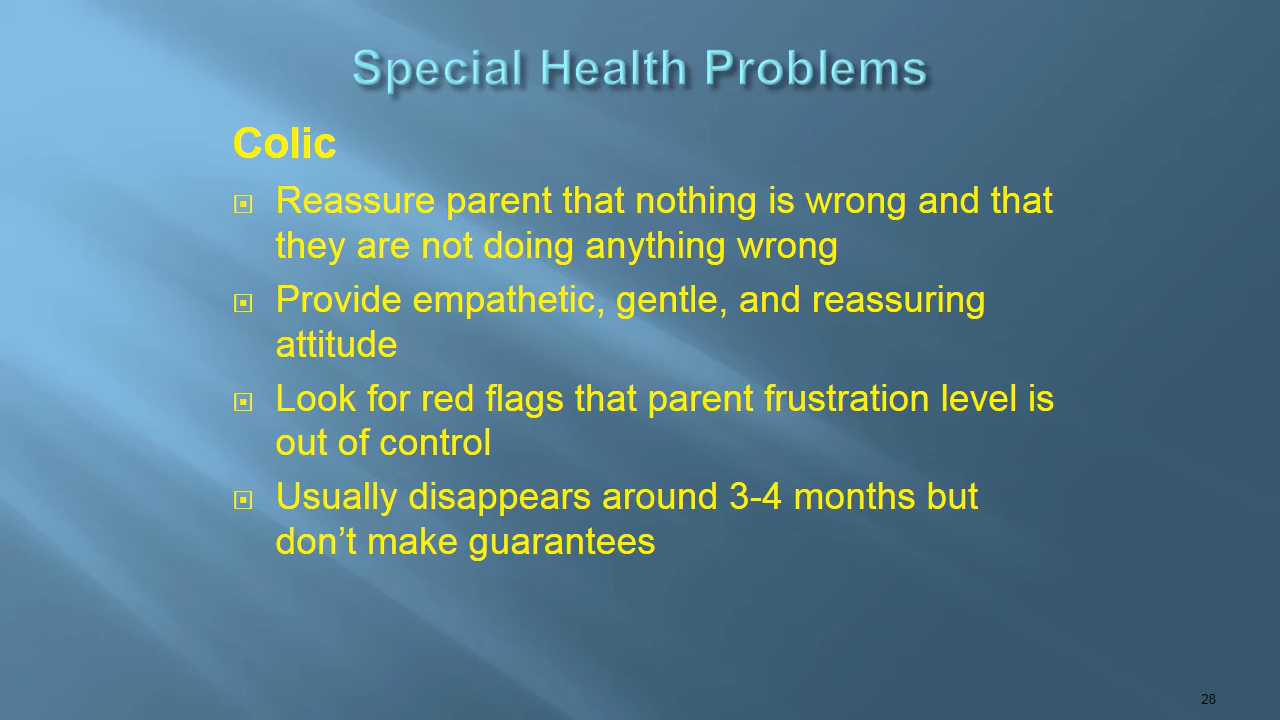 Special Health Problems
Colic
Reassure parent that nothing is wrong and that
they are not doing anything wrong
Provide empathetic, gentle, and reassuring
attitude
Look for red flags that parent frustration level is
out of control
Usually disappears around 3-4 months but
don’t make guarantees
28